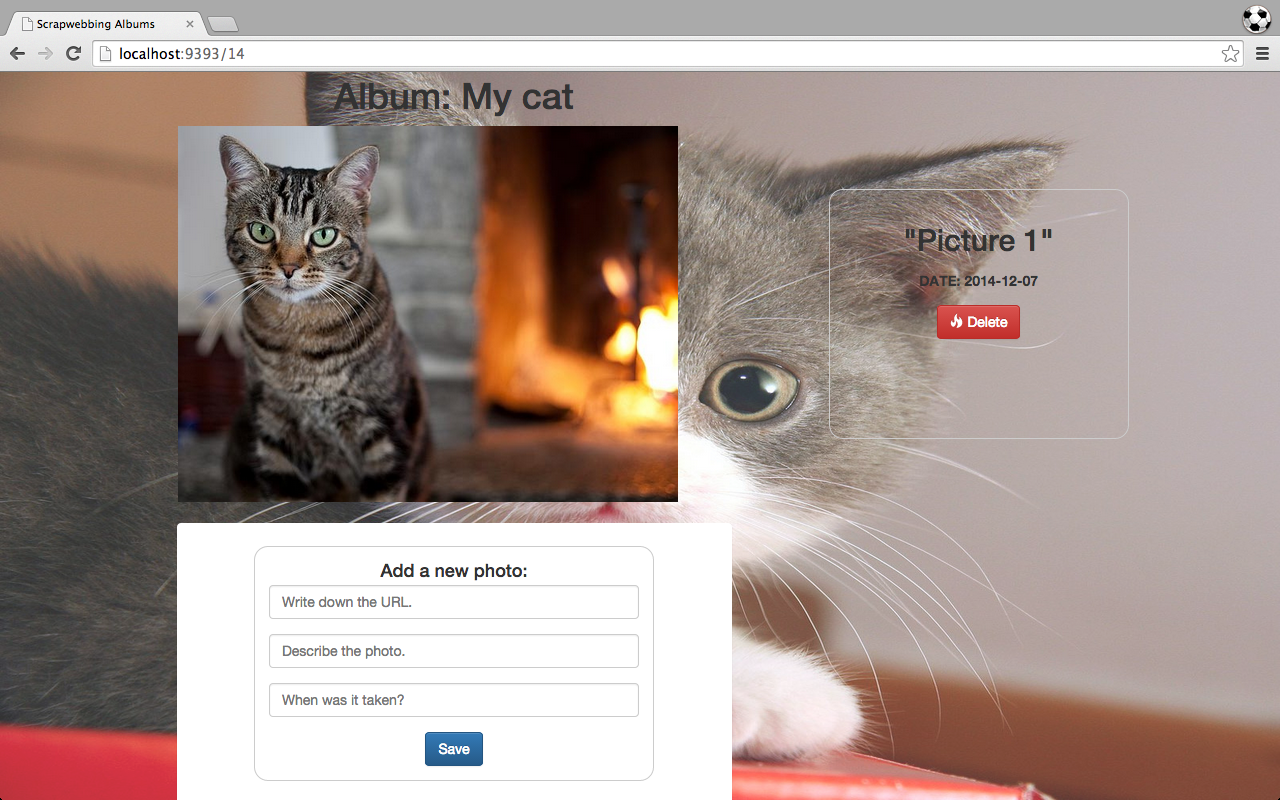 Scrapwebbing Albums
localhost:9393/14
Album: My cat
"Picture 1"
DATE: 2014-12-07
Delete
Add a new photo:
Write down the URL.
Describe the photo.
When was it taken?
Save